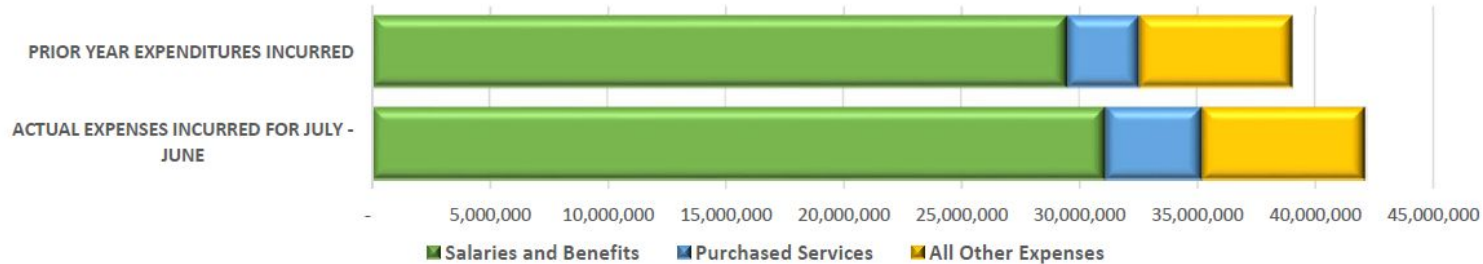 PRIOR YEAR EXPENDITURES INCURRED
ACTUAL EXPENSES INCURRED FOR JULY -
JUNE
- 5,000,000 10,000,000 15,000,000 20,000,000 25,000,000 30,000,000 35,000,000 40,000,000 45,000,000
Salaries and Benefits Purchased Services All Other Expenses